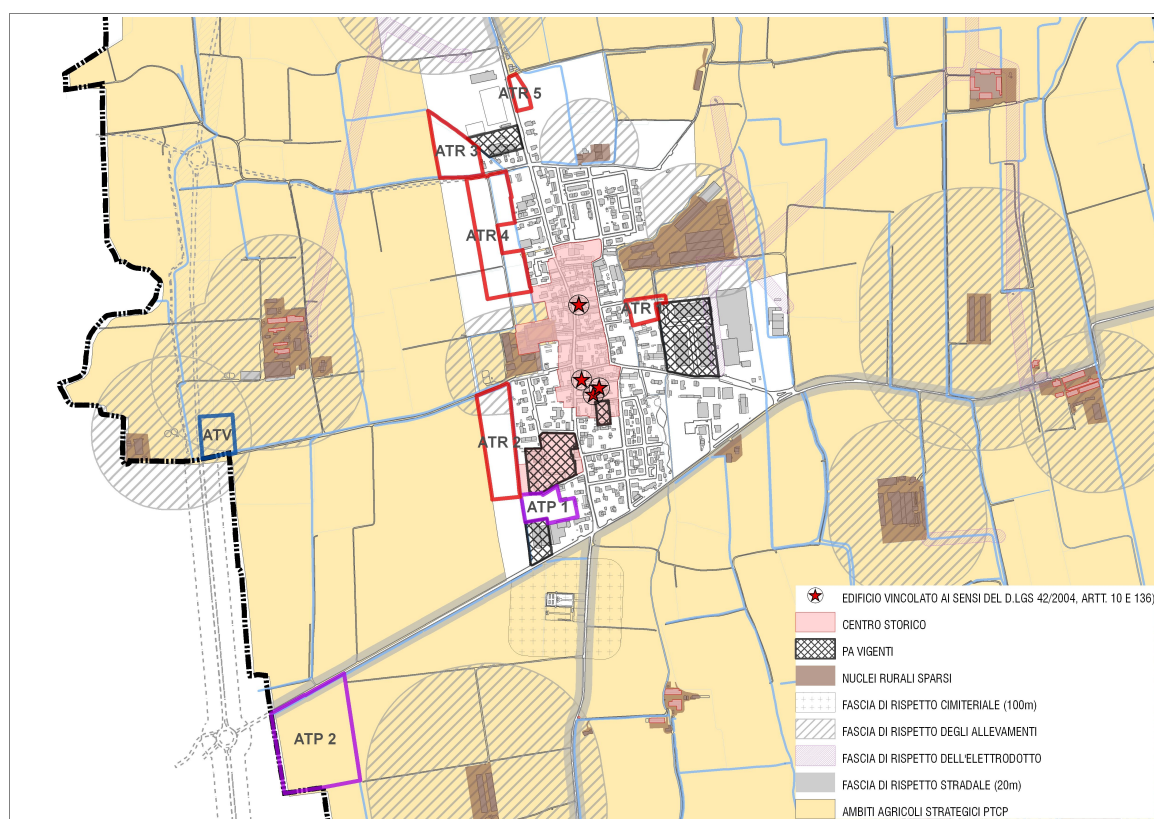 ATR 5
ATR 3
ATR 4
ATR 1
ATV
ATR 2
ATP 1
ATP 2
EDIFICIO VINCOLATO AI SENSI DEL D.LGS 42/2004, ARTT. 10 E 136)
CENTRO STORICO
PA VIGENTI
NUCLEI RURALI SPARSI
FASCIA DI RISPETTO CIMITERIALE (100m)
FASCIA DI RISPETTO DEGLI ALLEVAMENTI
FASCIA DI RISPETTO DELL'ELETTRODOTTO
FASCIA DI RISPETTO STRADALE (20m)
AMBITI AGRICOLI STRATEGICI PTCP